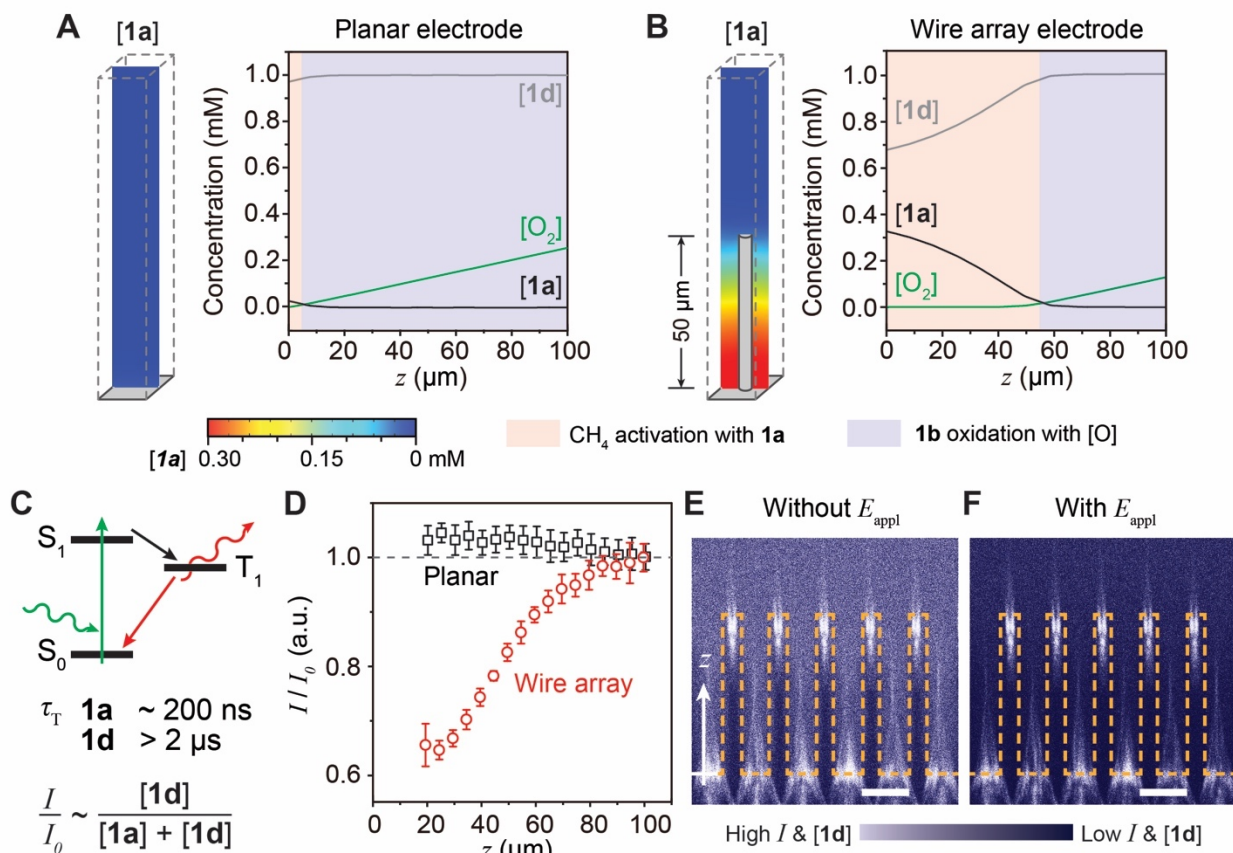 A
[1a]
Planar electrode
Concentration (mM)
1.0
0.8
0.6
0.4
0.2
0.0
[1d]
[O₂]
[1a]
0 20 40 60 80 100
z (µm)
B
[1a]
50 µm
Wire array electrode
Concentration (mM)
1.0
0.8
0.6
0.4
0.2
0.0
[1d]
[1a]
[O₂]
0 20 40 60 80 100
z (µm)
[1a] 0.30 0.15 0 mM
CH₄ activation with 1a
1b oxidation with [O]
C
S₁
T₁
S₀
τT 1a ~ 200 ns
1d > 2 µs
I/I₀ ~ [1d]/([1a] + [1d])
D
I / I₀ (a.u.)
1.0
0.8
0.6
Planar
Wire array
0 20 40 60 80 100
z (µm)
E
Without Eappl
z
F
With Eappl
High I & [1d]
Low I & [1d]